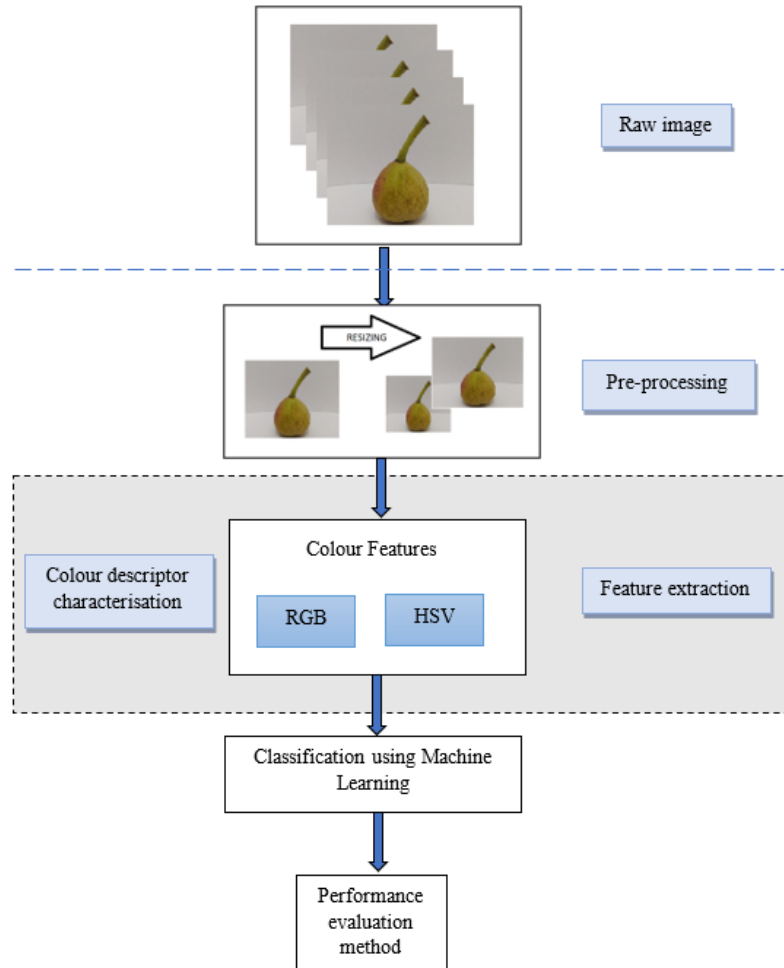 Raw image
RESIZING
Pre-processing
Colour Features
Colour descriptor
characterisation
RGB
HSV
Feature extraction
Classification using Machine
Learning
Performance
evaluation
method